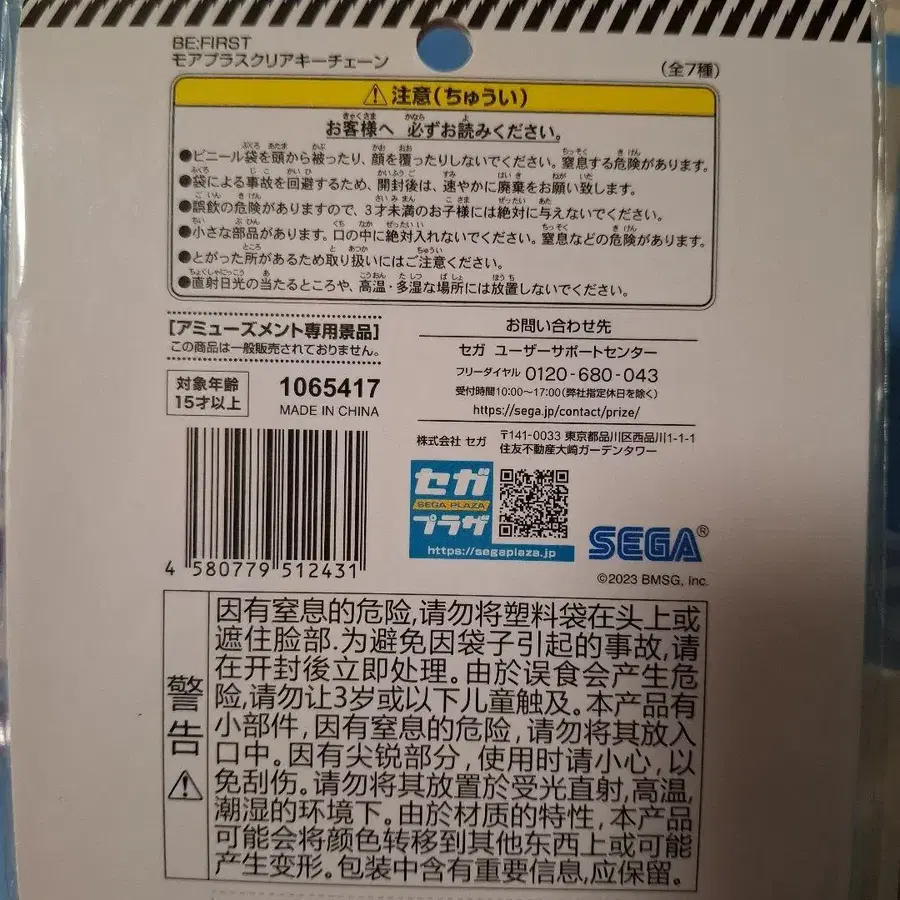 BE:FIRST
モアプラスクリアキーチェーン
(全7種)
⚠注意(ちゅうい)
お客様へ 必ずお読みください。
●ビニール袋を頭から被ったり、顔を覆ったりしないでください。窒息する危険があります。
●袋による事故を回避するため、開封後は、速やかに廃棄をお願い致します。
●誤飲の危険がありますので、3才未満のお子様には絶対に与えないでください。
●小さな部品があります。口の中に絶対入れないでください。窒息などの危険があります。
●とがった所があるため取り扱いにはご注意ください。
●直射日光の当たるところや、高温・多湿な場所には放置しないでください。
[アミューズメント専用景品]
この商品は一般販売されておりません。
対象年齢
15才以上
1065417
MADE IN CHINA
4 580779 512431
お問い合わせ先
セガ ユーザーサポートセンター
フリーダイヤル 0120-680-043
受付時間10:00~17:00(弊社指定休日を除く)
https://sega.jp/contact/prize/
株式会社 セガ
〒141-0033 東京都品川区西品川1-1-1
住友不動産大崎ガーデンタワー
セガ
SEGA PLAZA
プラザ
https://segaplaza.jp
SEGA®
©2023 BMSG, Inc.
警告⚠
因有窒息的危险,请勿将塑料袋在头上或
遮住脸部.为避免因袋子引起的事故,请
在开封後立即处理。由於误食会产生危
险,请勿让3岁或以下儿童触及。本产品有
小部件,因有窒息的危险,请勿将其放入
口中。因有尖锐部分,使用时请小心,以
免刮伤。请勿将其放置於受光直射,高温,
潮湿的环境下。由於材质的特性,本产品
可能会将颜色转移到其他东西上或可能
产生变形。包装中含有重要信息,应保留。